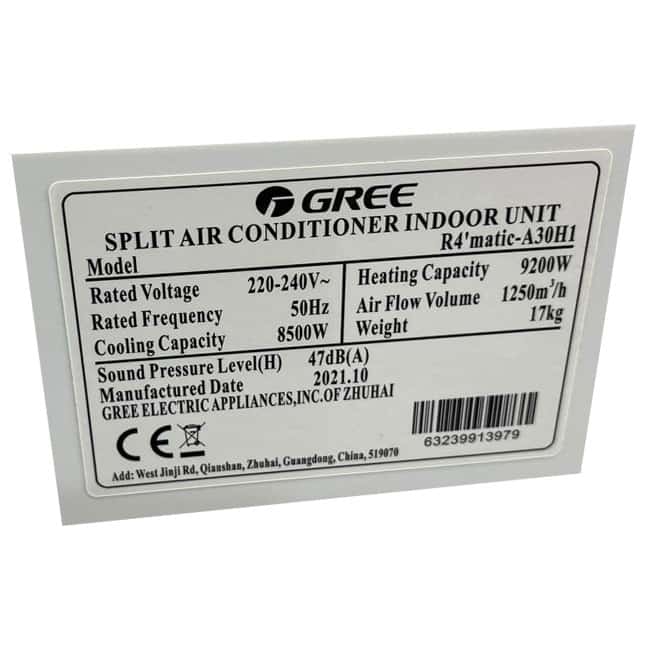 GREE
SPLIT AIR CONDITIONER INDOOR UNIT
Model R4'matic-A30H1
Rated Voltage 220-240V~
Rated Frequency 50Hz
Cooling Capacity 8500W
Heating Capacity 9200W
Air Flow Volume 1250m³/h
Weight 17kg
Sound Pressure Level(H) 47dB(A)
Manufactured Date 2021.10
GREE ELECTRIC APPLIANCES,INC.OF ZHUHAI
CE
63239913979
Add: West Jinji Rd, Qianshan, Zhuhai, Guangdong, China, 519070